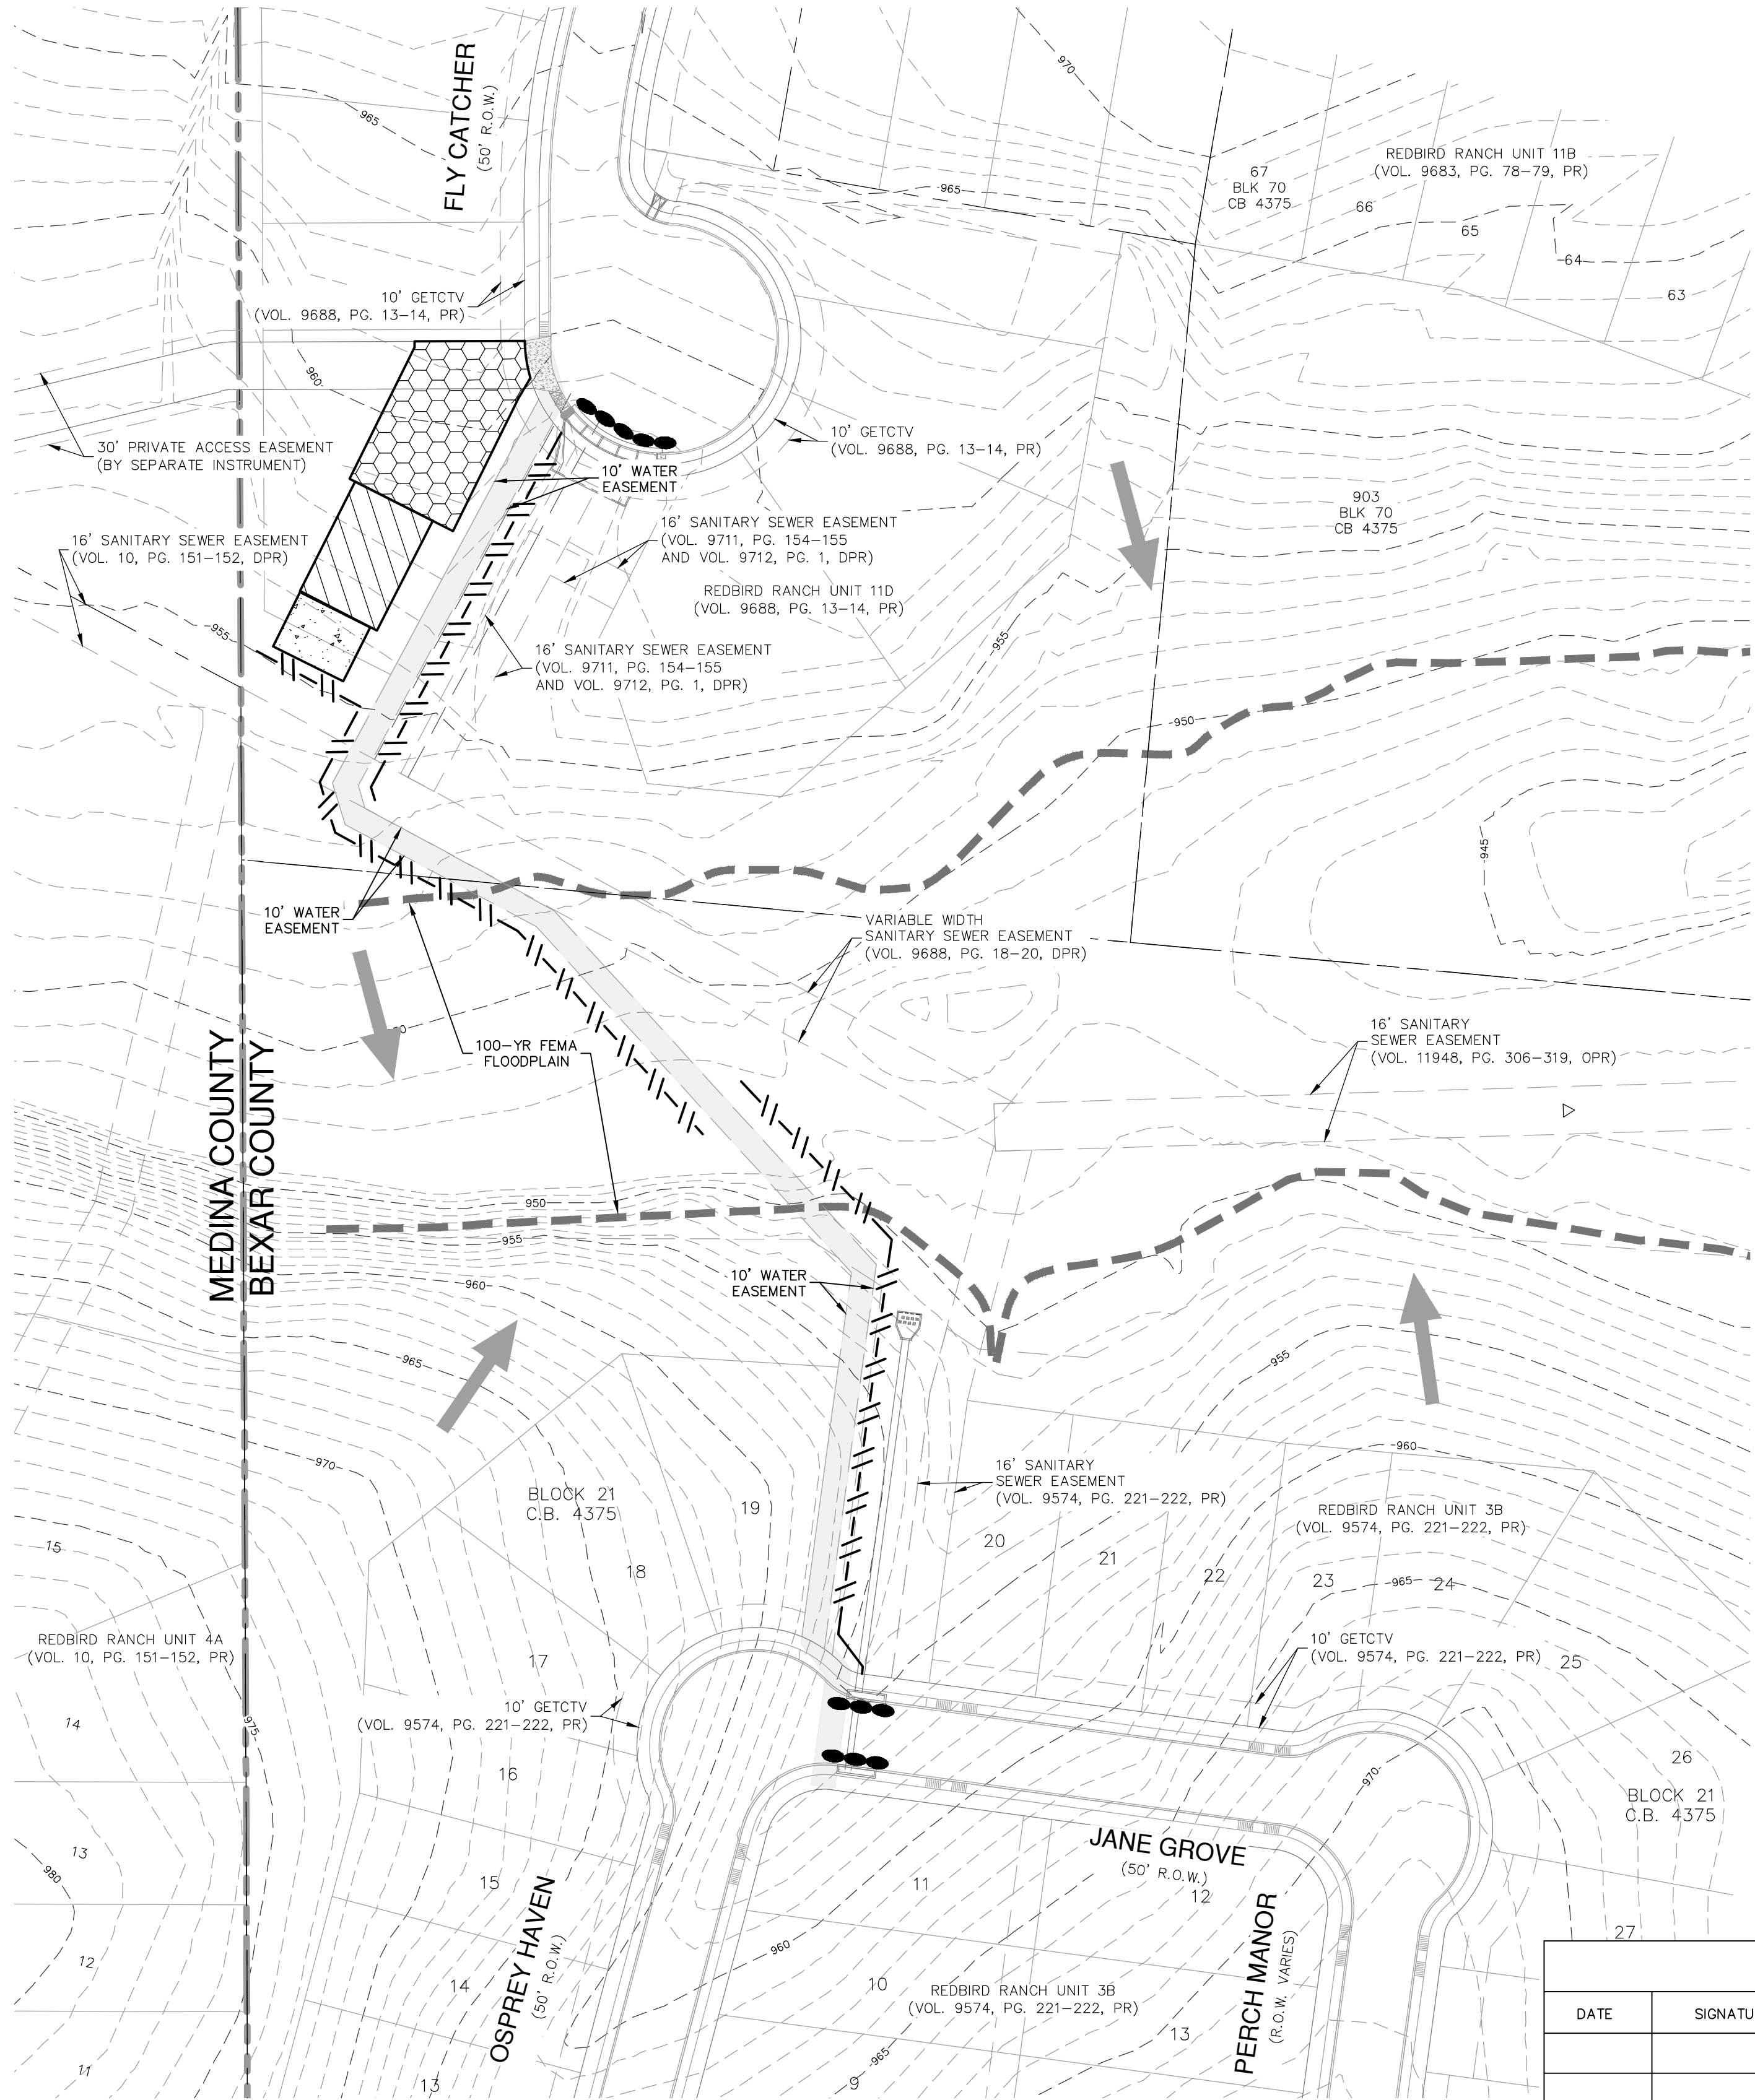 FLY CATCHER
(50' R.O.W.)
970
965
REDBIRD RANCH UNIT 11B
(VOL. 9683, PG. 78-79, PR)
67
BLK 70
CB 4375
965
66
65
64
63
10' GETCTV
(VOL. 9688, PG. 13-14, PR)
960
30' PRIVATE ACCESS EASEMENT
(BY SEPARATE INSTRUMENT)
10' GETCTV
(VOL. 9688, PG. 13-14, PR)
10' WATER
EASEMENT
903
BLK 70
CB 4375
16' SANITARY SEWER EASEMENT
(VOL. 10, PG. 151-152, DPR)
16' SANITARY SEWER EASEMENT
(VOL. 9711, PG. 154-155
AND VOL. 9712, PG. 1, DPR)
REDBIRD RANCH UNIT 11D
(VOL. 9688, PG. 13-14, PR)
955
955
16' SANITARY SEWER EASEMENT
(VOL. 9711, PG. 154-155
AND VOL. 9712, PG. 1, DPR)
950
945
10' WATER
EASEMENT
VARIABLE WIDTH
SANITARY SEWER EASEMENT
(VOL. 9688, PG. 18-20, DPR)
100-YR FEMA
FLOODPLAIN
16' SANITARY
SEWER EASEMENT
(VOL. 11948, PG. 306-319, OPR)
MEDINA COUNTY
BEXAR COUNTY
950
955
960
10' WATER
EASEMENT
965
955
970
960
BLOCK 21
C.B. 4375
19
16' SANITARY
SEWER EASEMENT
(VOL. 9574, PG. 221-222, PR)
REDBIRD RANCH UNIT 3B
(VOL. 9574, PG. 221-222, PR)
15
18
20
21
22
23
965
24
REDBIRD RANCH UNIT 4A
(VOL. 10, PG. 151-152, PR)
17
10' GETCTV
(VOL. 9574, PG. 221-222, PR)
25
10' GETCTV
(VOL. 9574, PG. 221-222, PR)
14
975
16
970
26
BLOCK 21
C.B. 4375
13
980
JANE GROVE
(50' R.O.W.)
15
11
12
OSPREY HAVEN
(50' R.O.W.)
PERCH MANOR
(R.O.W. VARIES)
27
12
960
14
10
REDBIRD RANCH UNIT 3B
(VOL. 9574, PG. 221-222, PR)
13
11
13
965
9
DATE